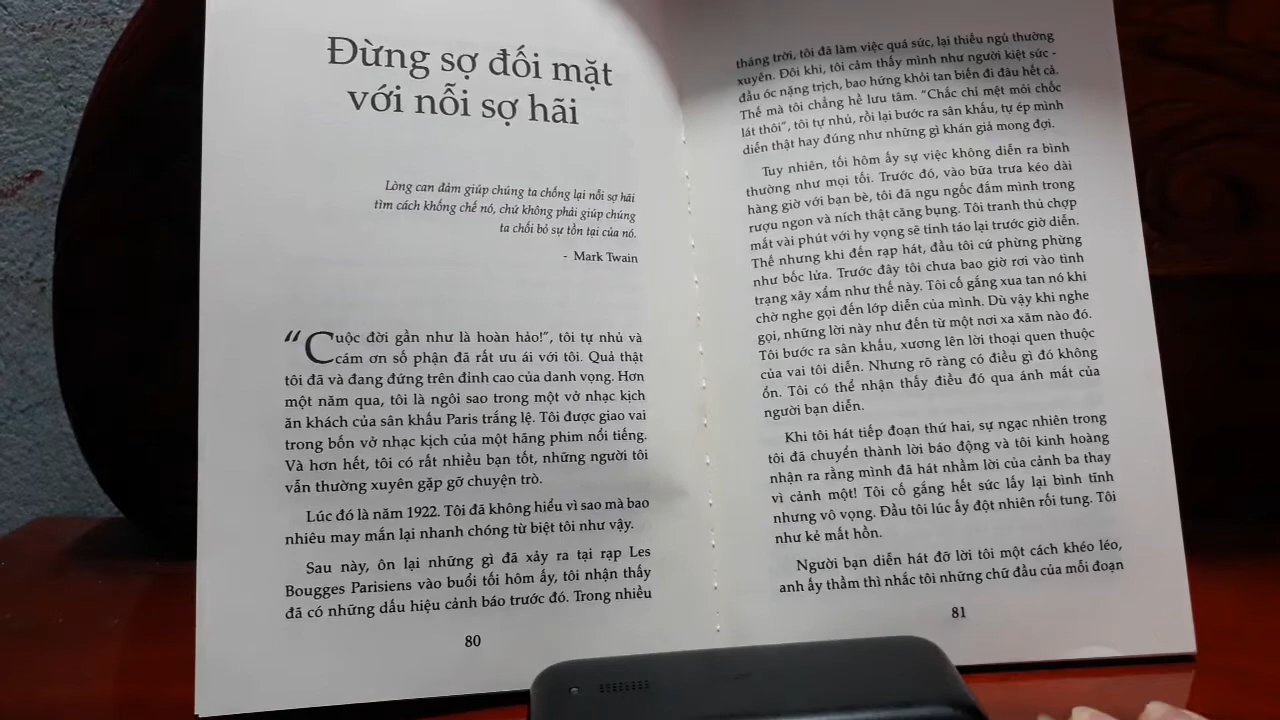 Đừng sợ đối mặt
với nỗi sợ hãi
Lòng can đảm giúp chúng ta chống lại nỗi sợ hãi
tìm cách khống chế nó, chứ không phải giúp chúng
ta chối bỏ sự tồn tại của nó.
- Mark Twain
“Cuộc đời gần như là hoàn hảo!”, tôi tự nhủ và
cám ơn số phận đã rất ưu ái với tôi. Quả thật
tôi đã và đang đứng trên đỉnh cao của danh vọng. Hơn
một năm qua, tôi là ngôi sao trong một vở nhạc kịch
ăn khách của sân khấu Paris trắng lệ. Tôi được giao vai
trong bốn vở nhạc kịch của một hãng phim nổi tiếng.
Và hơn hết, tôi có rất nhiều bạn tốt, những người tôi
vẫn thường xuyên gặp gỡ chuyện trò.
Lúc đó là năm 1922. Tôi đã không hiểu vì sao mà bao
nhiêu may mắn lại nhanh chóng từ biệt tôi như vậy.
Sau này, ôn lại những gì đã xảy ra tại rạp Les
Bougges Parisiens vào buổi tối hôm ấy, tôi nhận thấy
đã có những dấu hiệu cảnh báo trước đó. Trong nhiều
80
tháng trời, tôi đã làm việc quá sức, lại thiếu ngủ thường
xuyên. Đôi khi, tôi cảm thấy mình như người kiệt sức -
đầu óc nặng trịch, bao hứng khởi tan biến đi đâu hết cả.
Thế mà tôi chẳng hề lưu tâm. “Chắc chỉ mệt mỏi chốc
lát thôi”, tôi tự nhủ, rồi lại bước ra sân khấu, tự ép mình
diễn thật hay đúng như những gì khán giả mong đợi.
Tuy nhiên, tối hôm ấy sự việc không diễn ra bình
thường như mọi tối. Trước đó, vào bữa trưa kéo dài
hàng giờ với bạn bè, tôi đã ngu ngốc đắm mình trong
rượu ngon và ních thật căng bụng. Tôi tranh thủ chợp
mắt vài phút với hy vọng sẽ tỉnh táo lại trước giờ diễn.
Thế nhưng khi đến rạp hát, đầu tôi cứ phừng phừng
như bốc lửa. Trước đây tôi chưa bao giờ rơi vào tình
trạng xây xẩm như thế này. Tôi cố gắng xua tan nó khi
chờ nghe gọi đến lớp diễn của mình. Dù vậy khi nghe
gọi, những lời này như đến từ một nơi xa xăm nào đó.
Tôi bước ra sân khấu, xướng lên lời thoại quen thuộc
của vai tôi diễn. Nhưng rõ ràng có điều gì đó không
ổn. Tôi có thể nhận thấy điều đó qua ánh mắt của
người bạn diễn.
Khi tôi hát tiếp đoạn thứ hai, sự ngạc nhiên trong
tôi đã chuyển thành lời báo động và tôi kinh hoàng
nhận ra rằng mình đã hát nhầm lời của cảnh ba thay
vì cảnh một! Tôi cố gắng hết sức lấy lại bình tĩnh
nhưng vô vọng. Đầu tôi lúc ấy đột nhiên rối tung. Tôi
như kẻ mất hồn.
Người bạn diễn hát đỡ lời tôi một cách khéo léo,
anh ấy thầm thì nhắc tôi những chữ đầu của mỗi đoạn
81